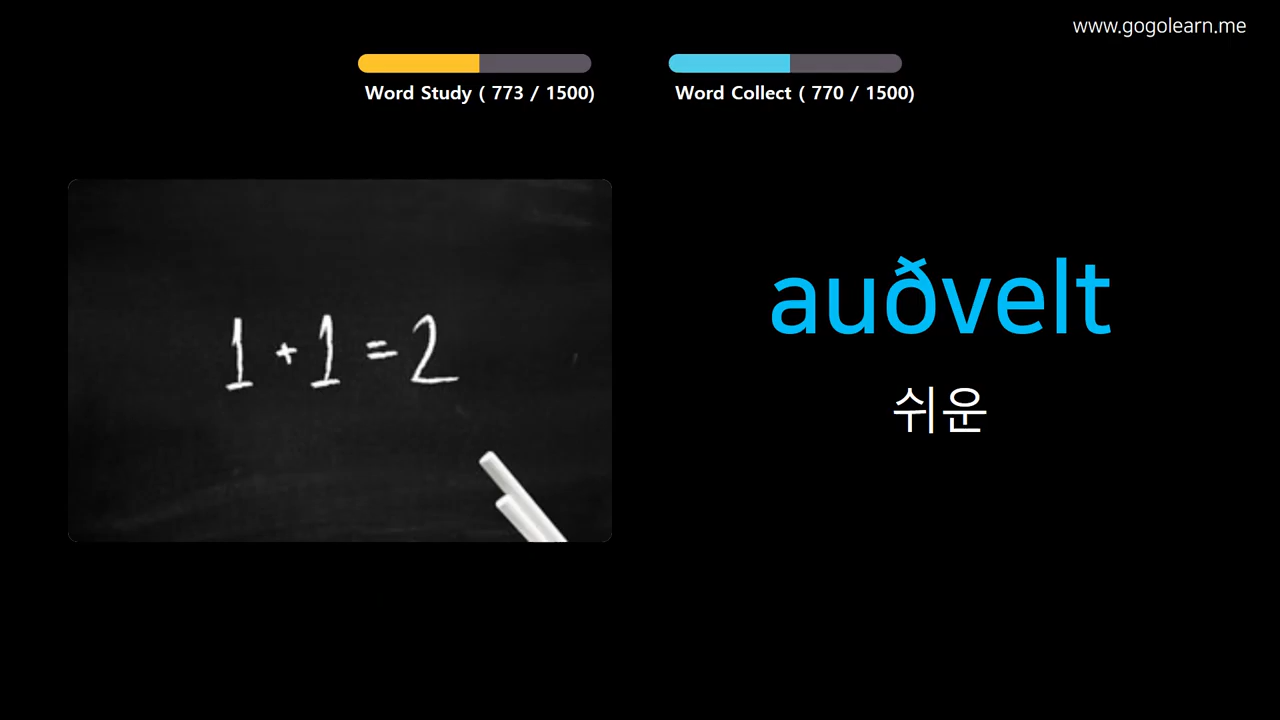 www.gogolearn.me
Word Study ( 773 / 1500)
Word Collect ( 770 / 1500)
1 + 1 = 2
auðvelt
쉬운